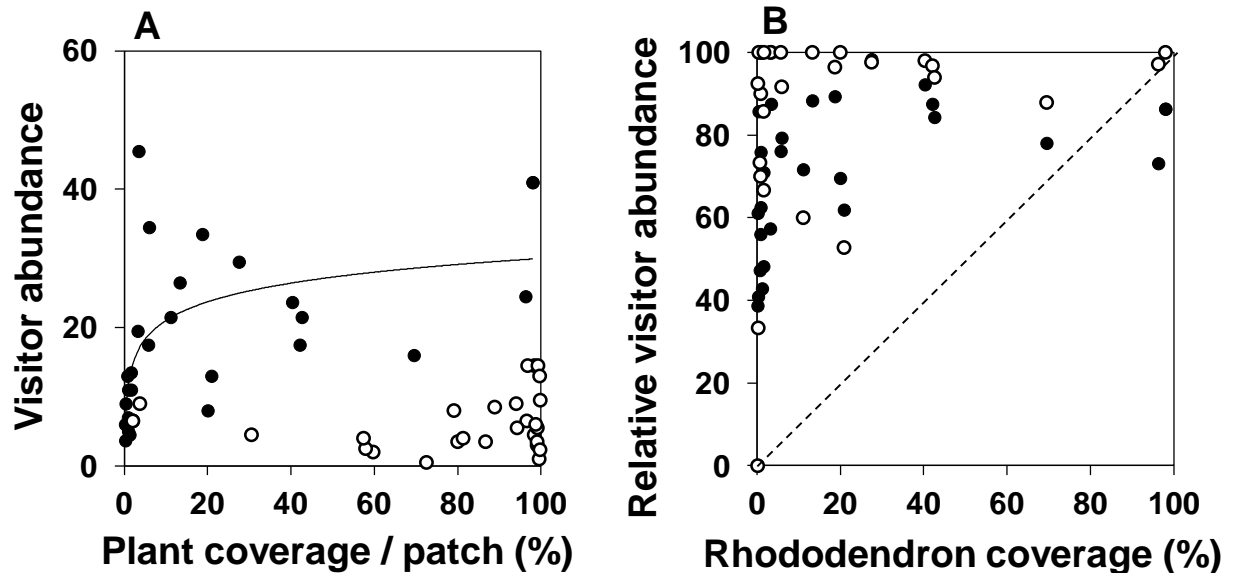 A
Visitor abundance
60
40
20
0
0 20 40 60 80 100
Plant coverage / patch (%)
B
Relative visitor abundance
100
80
60
40
20
0
0 20 40 60 80 100
Rhododendron coverage (%)